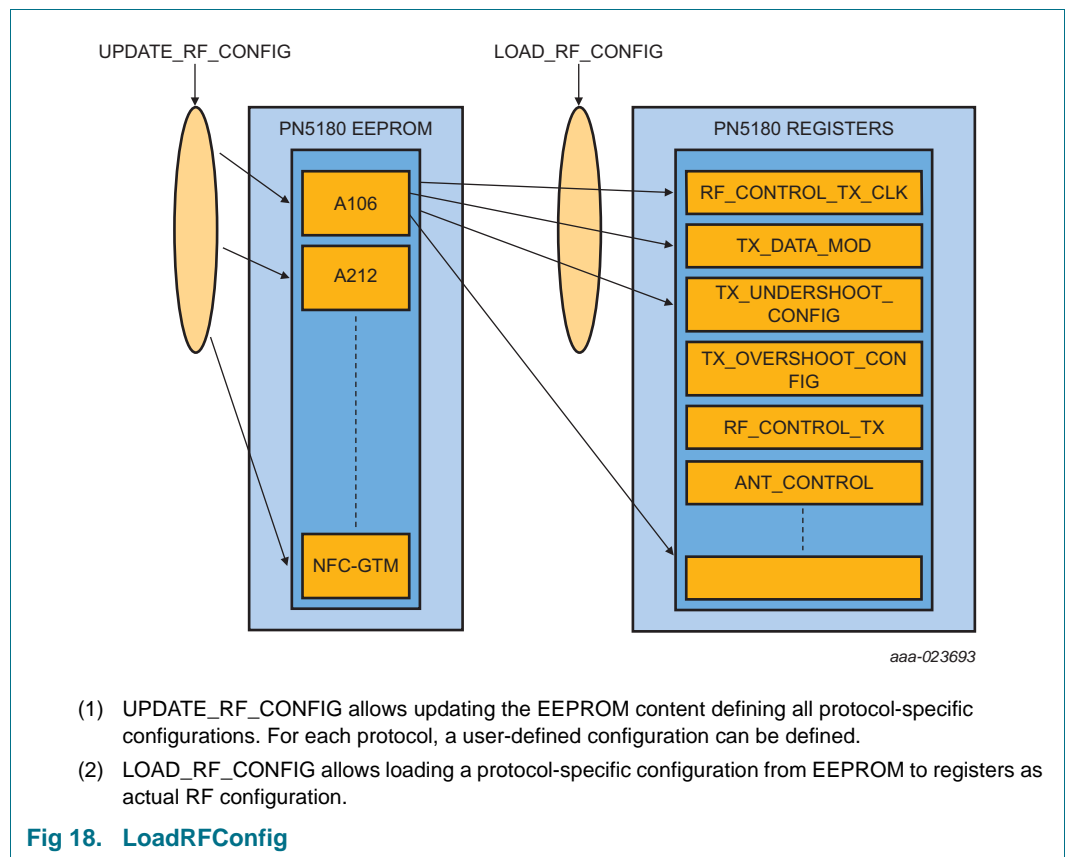 UPDATE_RF_CONFIG
LOAD_RF_CONFIG
PN5180 EEPROM
A106
A212
NFC-GTM
PN5180 REGISTERS
RF_CONTROL_TX_CLK
TX_DATA_MOD
TX_UNDERSHOOT_
CONFIG
TX_OVERSHOOT_CON
FIG
RF_CONTROL_TX
ANT_CONTROL
aaa-023693
(1) UPDATE_RF_CONFIG allows updating the EEPROM content defining all protocol-specific
configurations. For each protocol, a user-defined configuration can be defined.
(2) LOAD_RF_CONFIG allows loading a protocol-specific configuration from EEPROM to registers as
actual RF configuration.
Fig 18. LoadRFConfig